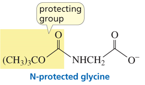 protecting
group
O O
(CH₃)₃CO NHCH₂ O⁻
N-protected glycine